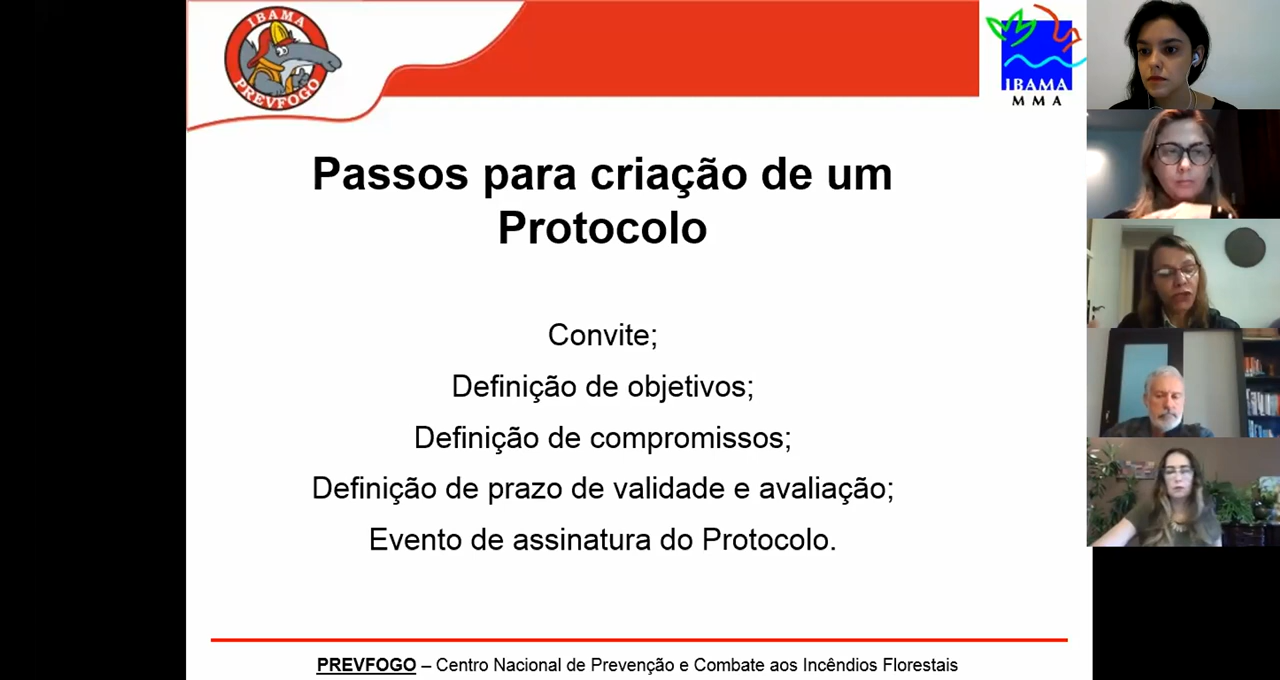 IBAMA
PREVFOGO
IBAMA
MMA
Passos para criação de um
Protocolo
Convite;
Definição de objetivos;
Definição de compromissos;
Definição de prazo de validade e avaliação;
Evento de assinatura do Protocolo.
PREVFOGO – Centro Nacional de Prevenção e Combate aos Incêndios Florestais